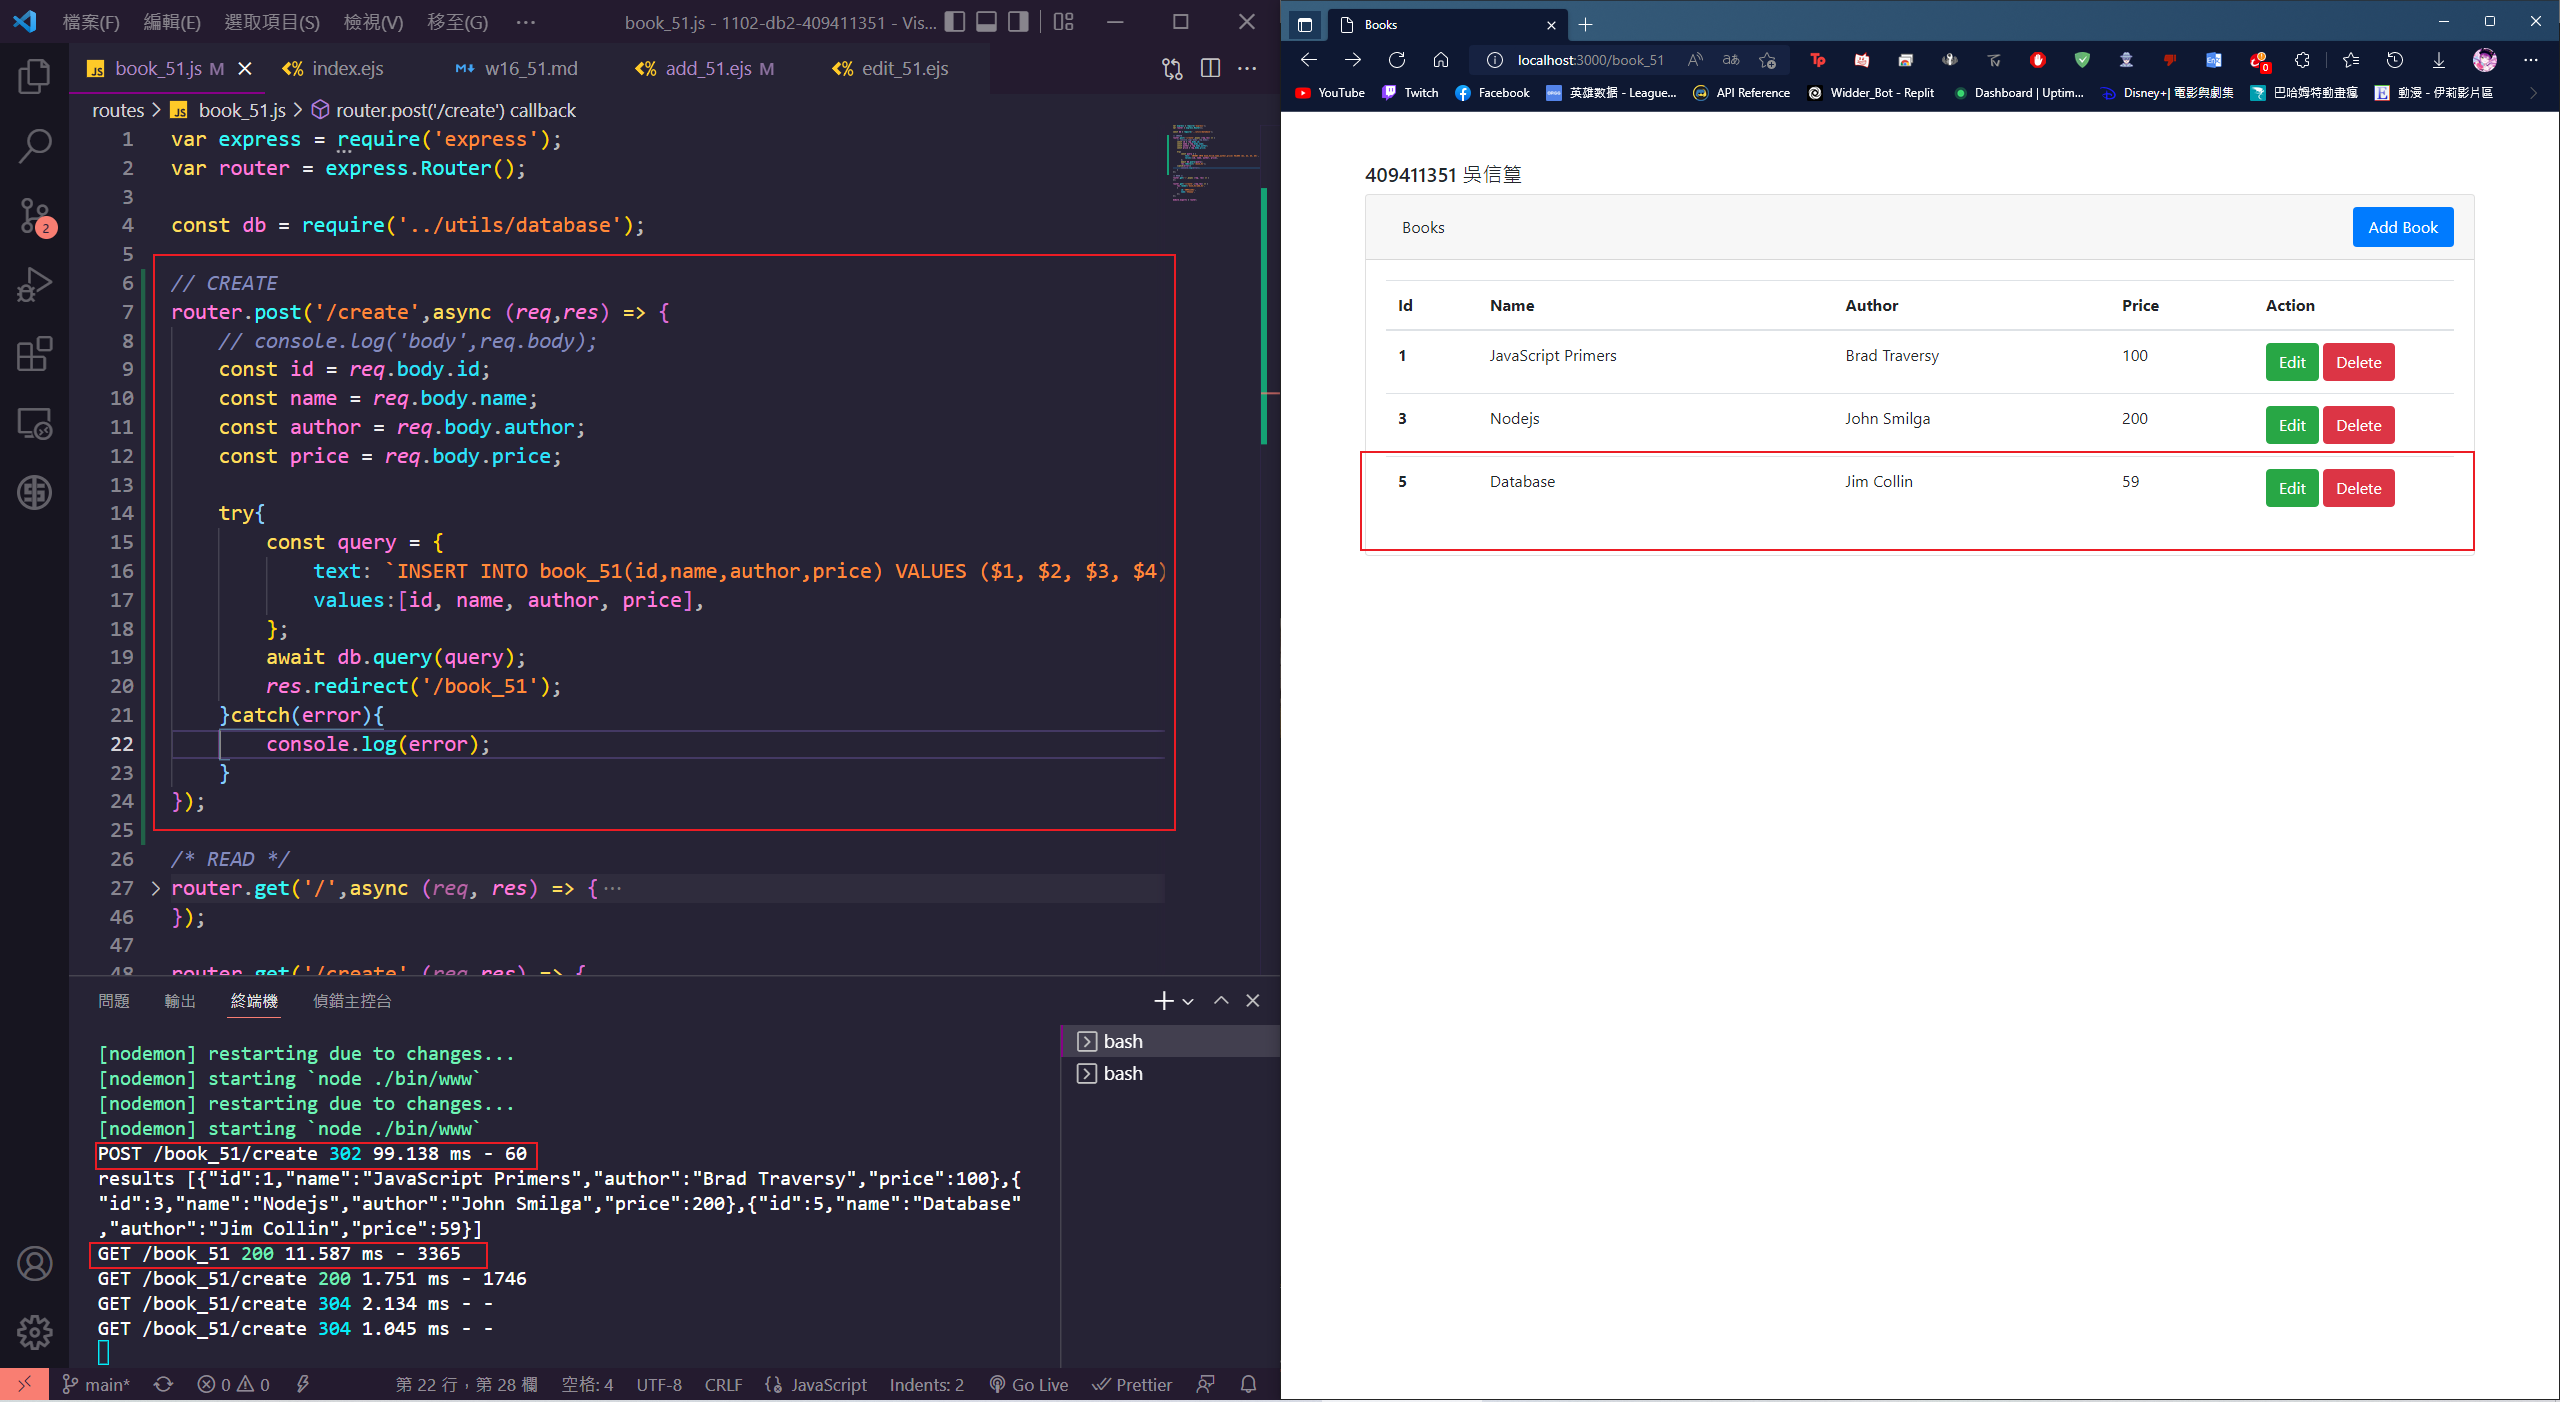 檔案(F) 編輯(E) 選取項目(S) 檢視(V) 移至(G) ··· book_51.js - 1102-db2-409411351 - Vis...
book_51.js M index.ejs w16_51.md add_51.ejs M edit_51.ejs
routes > book_51.js > router.post('/create') callback
1 var express = require('express');
2 var router = express.Router();
3
4 const db = require('../utils/database');
5
6 // CREATE
7 router.post('/create',async (req,res) => {
8 // console.log('body',req.body);
9 const id = req.body.id;
10 const name = req.body.name;
11 const author = req.body.author;
12 const price = req.body.price;
13
14 try{
15 const query = {
16 text: `INSERT INTO book_51(id,name,author,price) VALUES ($1, $2, $3, $4)
17 values:[id, name, author, price],
18 };
19 await db.query(query);
20 res.redirect('/book_51');
21 }catch(error){
22 console.log(error);
23 }
24 });
25
26 /* READ */
27 router.get('/',async (req, res) => {···
46 });
47
48 router.get('/create' (req res) => {
問題 輸出 終端機 偵錯主控台
[nodemon] restarting due to changes...
[nodemon] starting `node ./bin/www`
[nodemon] restarting due to changes...
[nodemon] starting `node ./bin/www`
POST /book_51/create 302 99.138 ms - 60
results [{"id":1,"name":"JavaScript Primers","author":"Brad Traversy","price":100},{
"id":3,"name":"Nodejs","author":"John Smilga","price":200},{"id":5,"name":"Database"
,"author":"Jim Collin","price":59}]
GET /book_51 200 11.587 ms - 3365
GET /book_51/create 200 1.751 ms - 1746
GET /book_51/create 304 2.134 ms - -
GET /book_51/create 304 1.045 ms - -
bash
bash
2
main* 0 0 第 22 行，第 28 欄 空格: 4 UTF-8 CRLF JavaScript Indents: 2 Go Live Prettier
Books
localhost:3000/book_51
YouTube Twitch Facebook 英雄数据 - League... API Reference Widder_Bot - Replit Dashboard | Uptim... Disney+| 電影與劇集 巴哈姆特動畫瘋 動漫 - 伊莉影片區
409411351 吳信篁
Books Add Book
Id Name Author Price Action
1 JavaScript Primers Brad Traversy 100 Edit Delete
3 Nodejs John Smilga 200 Edit Delete
5 Database Jim Collin 59 Edit Delete